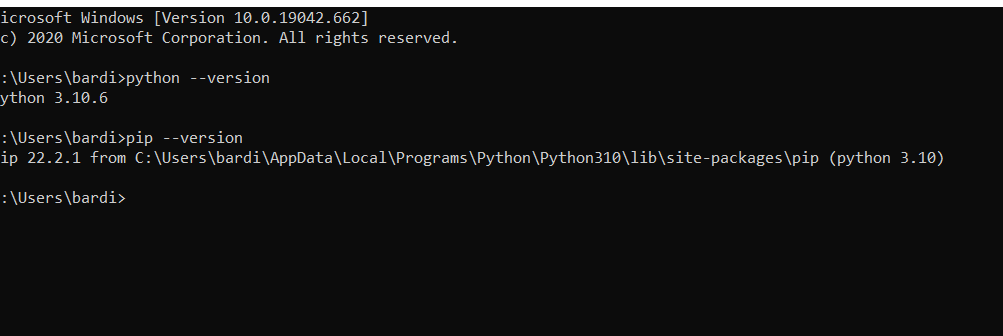 icrosoft Windows [Version 10.0.19042.662]
c) 2020 Microsoft Corporation. All rights reserved.
:\Users\bardi>python --version
ython 3.10.6
:\Users\bardi>pip --version
ip 22.2.1 from C:\Users\bardi\AppData\Local\Programs\Python\Python310\lib\site-packages\pip (python 3.10)
:\Users\bardi>